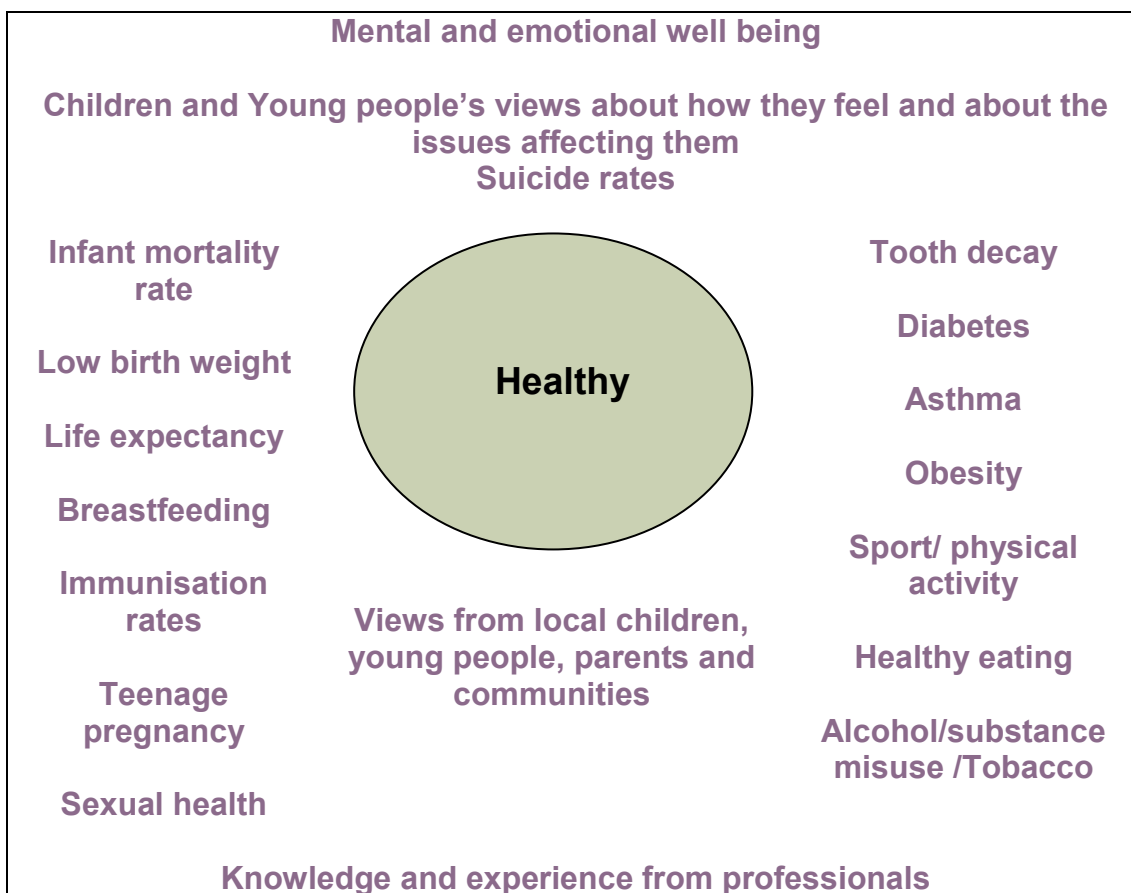 Mental and emotional well being
Children and Young people's views about how they feel and about the
issues affecting them
Suicide rates
Infant mortality
rate
Low birth weight
Life expectancy
Breastfeeding
Immunisation
rates
Teenage
pregnancy
Sexual health
Healthy
Views from local children,
young people, parents and
communities
Tooth decay
Diabetes
Asthma
Obesity
Sport/ physical
activity
Healthy eating
Alcohol/substance
misuse /Tobacco
Knowledge and experience from professionals